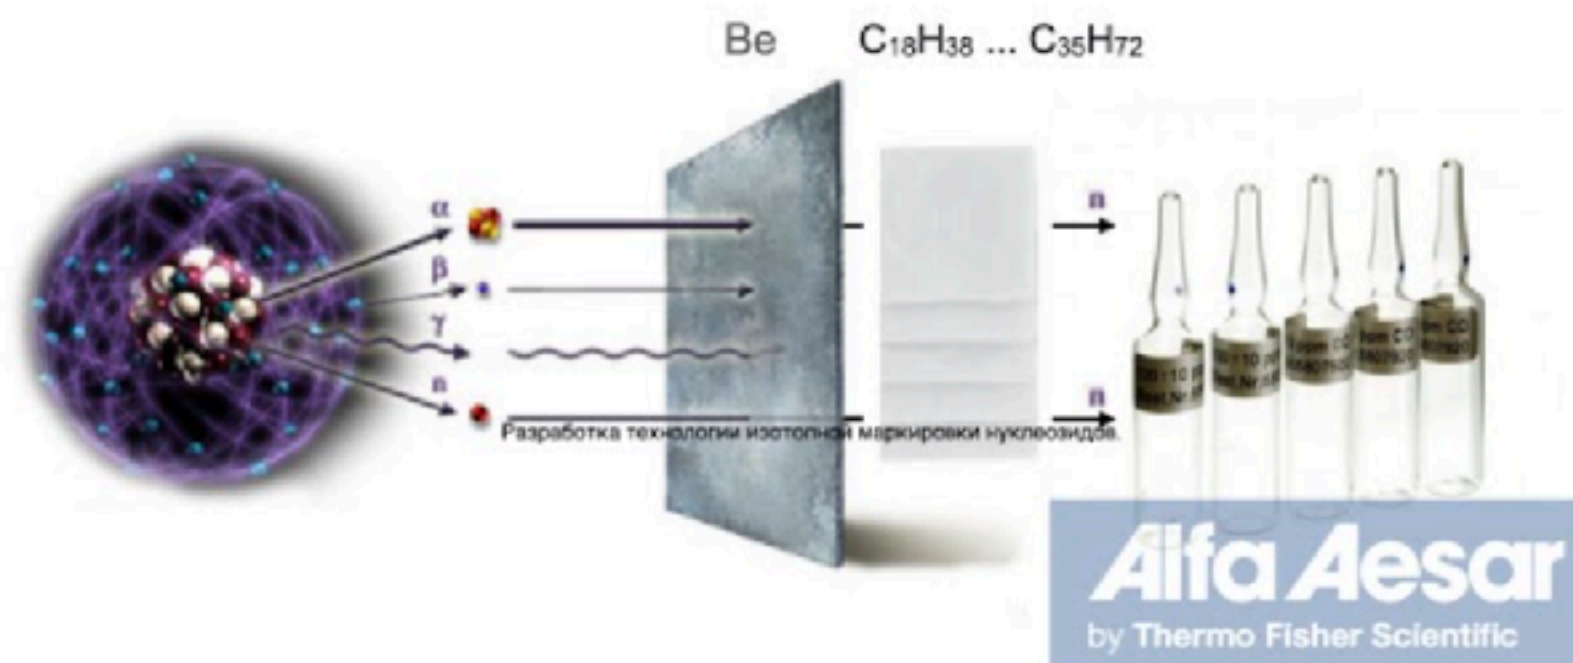 Be C₁₈H₃₈ ... C₃₅H₇₂
α
β
γ
n
n
n
Разработка технологии изотопной маркировки нуклеозидов.
Alfa Aesar
by Thermo Fisher Scientific